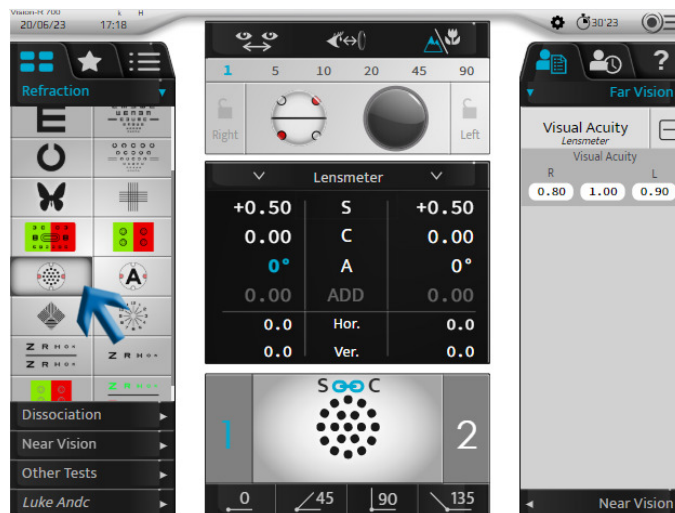 Vision-R 700
20/06/23 17:18
30'23
Refraction
E
A
Z R H O K
Z R H O K
Z R H O K
Dissociation
Near Vision
Other Tests
Luke Andc
1 5 10 20 45 90
Right Left
Lensmeter
+0.50 S +0.50
0.00 C 0.00
0° A 0°
0.00 ADD 0.00
0.0 Hor. 0.0
0.0 Ver. 0.0
S C
1 2
0 45 90 135
?
Far Vision
Visual Acuity
Lensmeter
Visual Acuity
R L
0.80 1.00 0.90
Near Vision